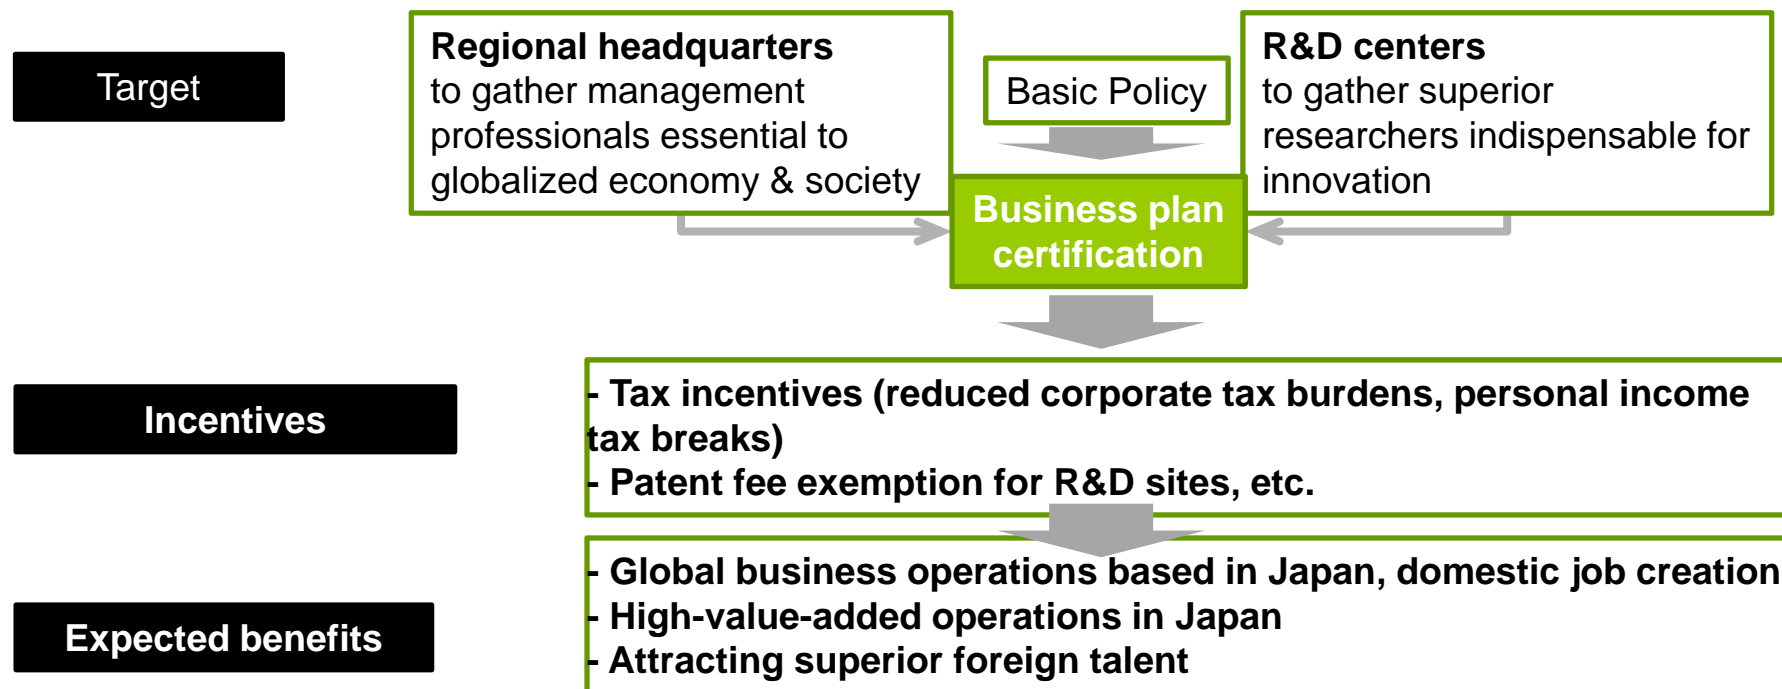 Target
Regional headquarters
to gather management
professionals essential to
globalized economy & society
Basic Policy
R&D centers
to gather superior
researchers indispensable for
innovation
Business plan
certification
Incentives
- Tax incentives (reduced corporate tax burdens, personal income
tax breaks)
- Patent fee exemption for R&D sites, etc.
Expected benefits
- Global business operations based in Japan, domestic job creation
- High-value-added operations in Japan
- Attracting superior foreign talent